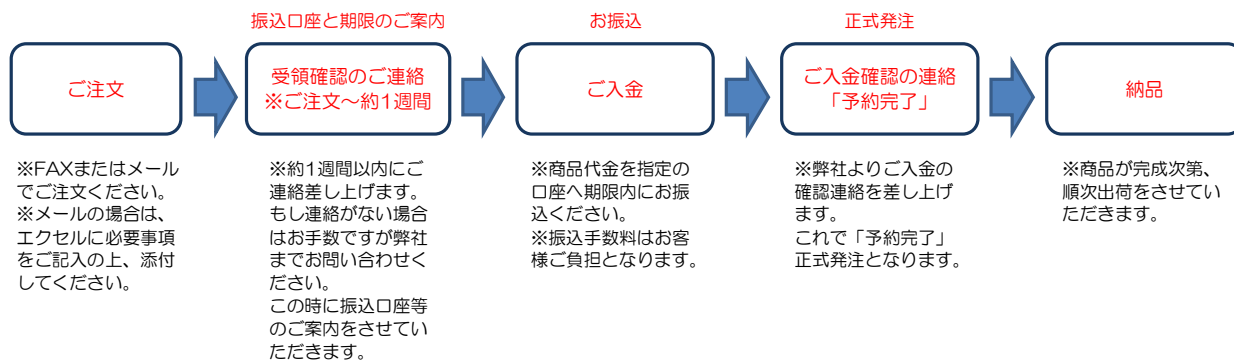 振込口座と期限のご案内
お振込
正式発注
ご注文
受領確認のご連絡
※ご注文～約1週間
ご入金
ご入金確認の連絡
「予約完了」
納品
※FAXまたはメール
でご注文ください。
※メールの場合は、
エクセルに必要事項
をご記入の上、添付
してください。
※約1週間以内にご
連絡差し上げます。
もし連絡がない場合
はお手数ですが弊社
までお問い合わせく
ださい。
この時に振込口座等
のご案内をさせてい
ただきます。
※商品代金を指定の
口座へ期限内にお振
込ください。
※振込手数料はお客
様ご負担となります。
※弊社よりご入金の
確認連絡を差し上げ
ます。
これで「予約完了」
正式発注となります。
※商品が完成次第、
順次出荷をさせてい
ただきます。